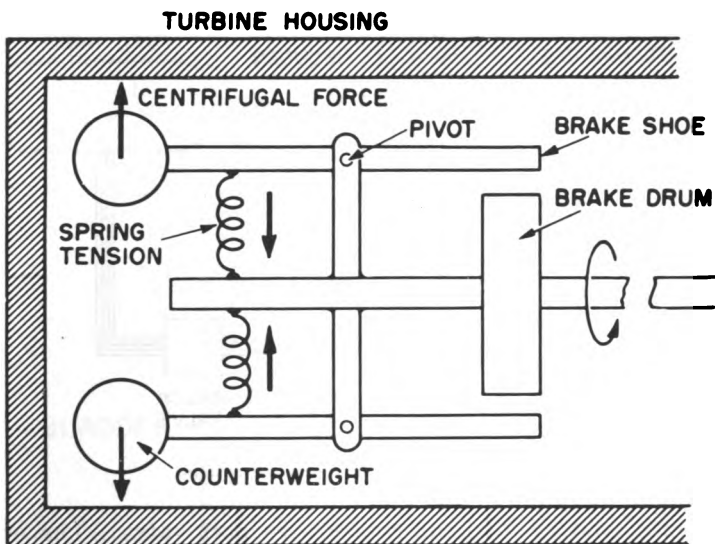 TURBINE HOUSING
CENTRIFUGAL FORCE
PIVOT
BRAKE SHOE
BRAKE DRUM
SPRING
TENSION
COUNTERWEIGHT